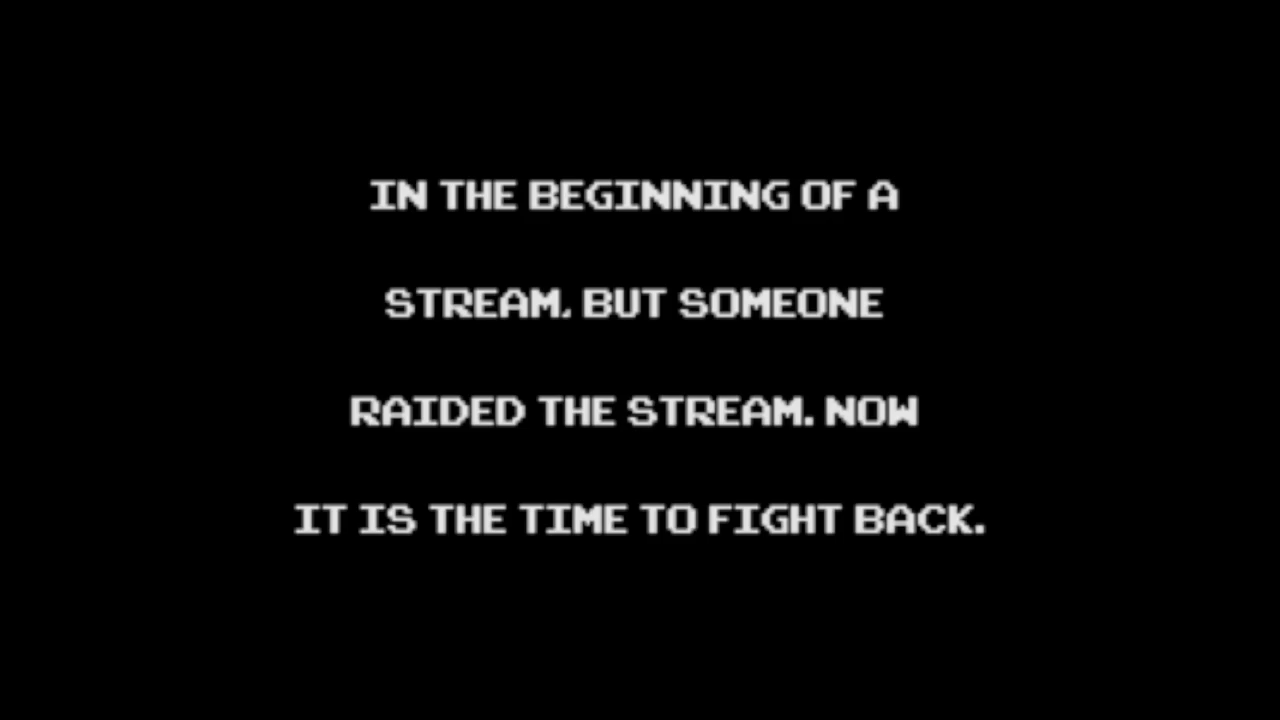 IN THE BEGINNING OF A
STREAM, BUT SOMEONE
RAIDED THE STREAM. NOW
IT IS THE TIME TO FIGHT BACK.